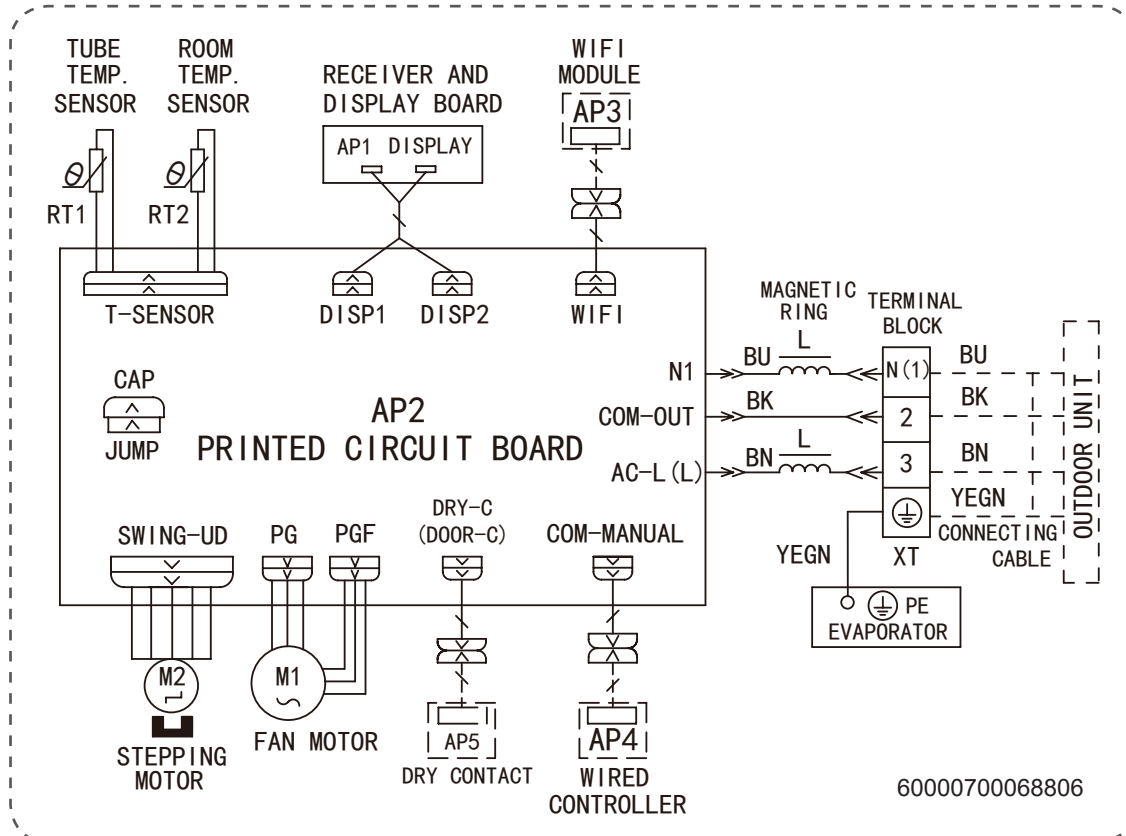 TUBE
TEMP.
SENSOR
ROOM
TEMP.
SENSOR
RECEIVER AND
DISPLAY BOARD
AP1 DISPLAY
WIFI
MODULE
AP3
RT1
RT2
T-SENSOR
DISP1
DISP2
WIFI
MAGNETIC
RING
TERMINAL
BLOCK
CAP
JUMP
AP2
PRINTED CIRCUIT BOARD
N1
BU
L
N(1)
BU
COM-OUT
BK
2
BK
AC-L(L)
BN
L
3
BN
YEGN
CONNECTING
CABLE
OUTDOOR UNIT
XT
YEGN
PE
EVAPORATOR
SWING-UD
PG
PGF
DRY-C
(DOOR-C)
COM-MANUAL
M2
STEPPING
MOTOR
M1
FAN MOTOR
AP5
DRY CONTACT
AP4
WIRED
CONTROLLER
60000700068806